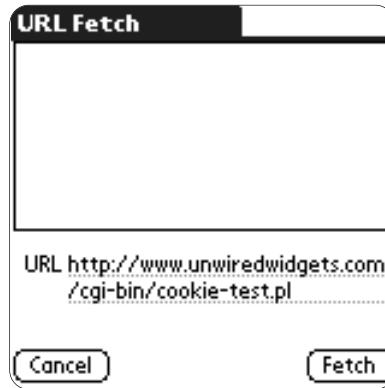 URL Fetch
URL http://www.unwiredwidgets.com
/cgi-bin/cookie-test.pl
Cancel Fetch